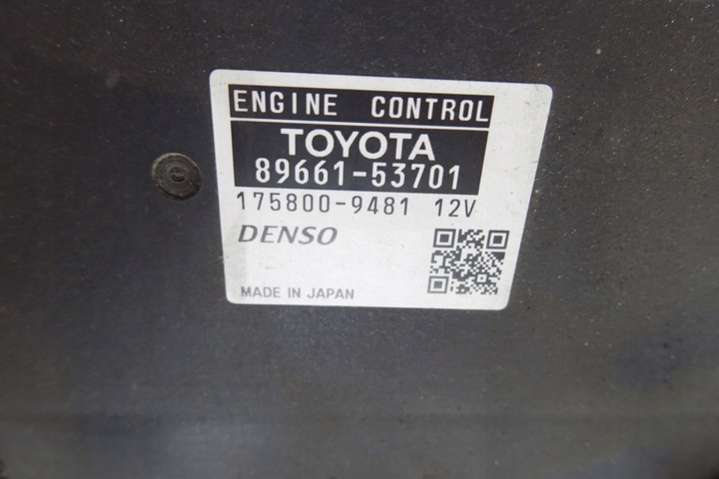 ENGINE CONTROL
TOYOTA
89661-53701
175800-9481 12V
DENSO
MADE IN JAPAN